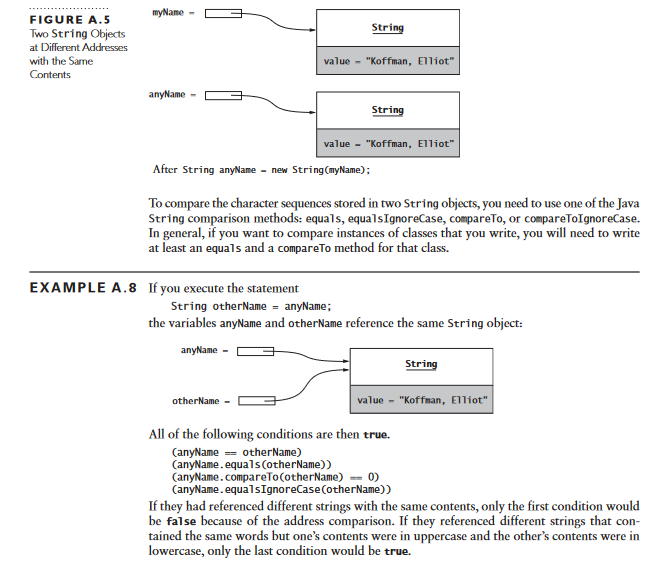 FIGURE A.5
Two String Objects
at Different Addresses
with the Same
Contents
myName =
String
value = "Koffman, Elliot"
anyName =
String
value = "Koffman, Elliot"
After String anyName = new String(myName);
To compare the character sequences stored in two String objects, you need to use one of the Java
String comparison methods: equals, equalsIgnoreCase, compareTo, or compareToIgnoreCase.
In general, if you want to compare instances of classes that you write, you will need to write
at least an equals and a compareTo method for that class.
EXAMPLE A.8 If you execute the statement
String otherName = anyName;
the variables anyName and otherName reference the same String object:
anyName =
String
otherName =
value = "Koffman, Elliot"
All of the following conditions are then true.
(anyName == otherName)
(anyName.equals(otherName))
(anyName.compareTo(otherName) == 0)
(anyName.equalsIgnoreCase(otherName))
If they had referenced different strings with the same contents, only the first condition would
be false because of the address comparison. If they referenced different strings that con-
tained the same words but one's contents were in uppercase and the other's contents were in
lowercase, only the last condition would be true.